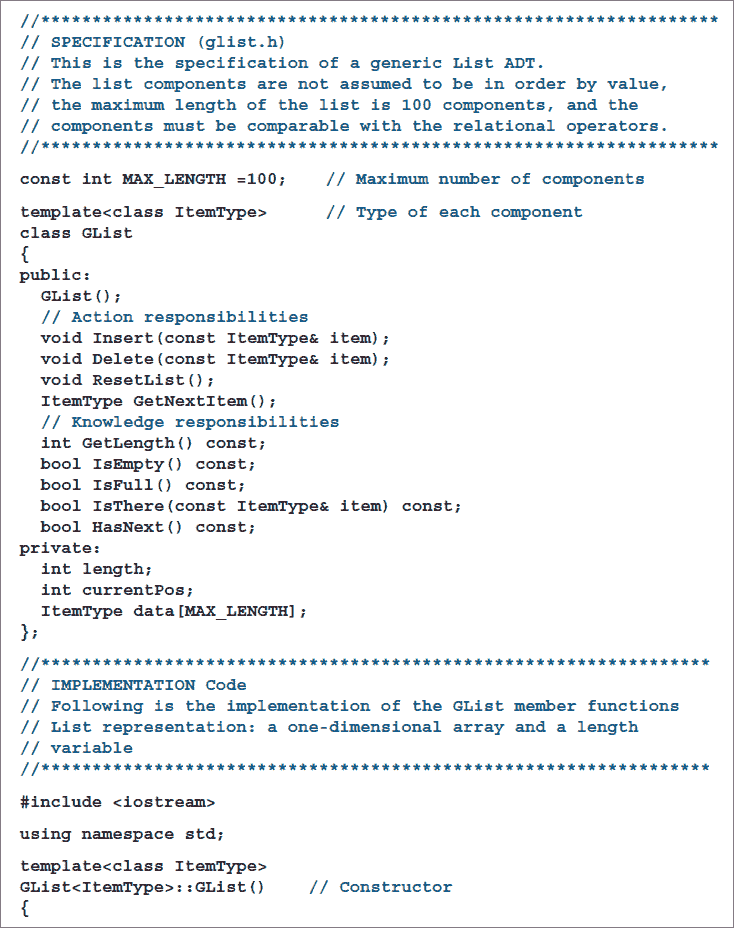 //******************************************************************
// SPECIFICATION (glist.h)
// This is the specification of a generic List ADT.
// The list components are not assumed to be in order by value,
// the maximum length of the list is 100 components, and the
// components must be comparable with the relational operators.
//******************************************************************
const int MAX_LENGTH =100;    // Maximum number of components
template<class ItemType>      // Type of each component
class GList
{
public:
  GList();
  // Action responsibilities
  void Insert(const ItemType& item);
  void Delete(const ItemType& item);
  void ResetList();
  ItemType GetNextItem();
  // Knowledge responsibilities
  int GetLength() const;
  bool IsEmpty() const;
  bool IsFull() const;
  bool IsThere(const ItemType& item) const;
  bool HasNext() const;
private:
  int length;
  int currentPos;
  ItemType data[MAX_LENGTH];
};
//*****************************************************************
// IMPLEMENTATION Code
// Following is the implementation of the GList member functions
// List representation: a one-dimensional array and a length
// variable
//*****************************************************************
#include <iostream>
using namespace std;
template<class ItemType>
GList<ItemType>::GList()    // Constructor
{